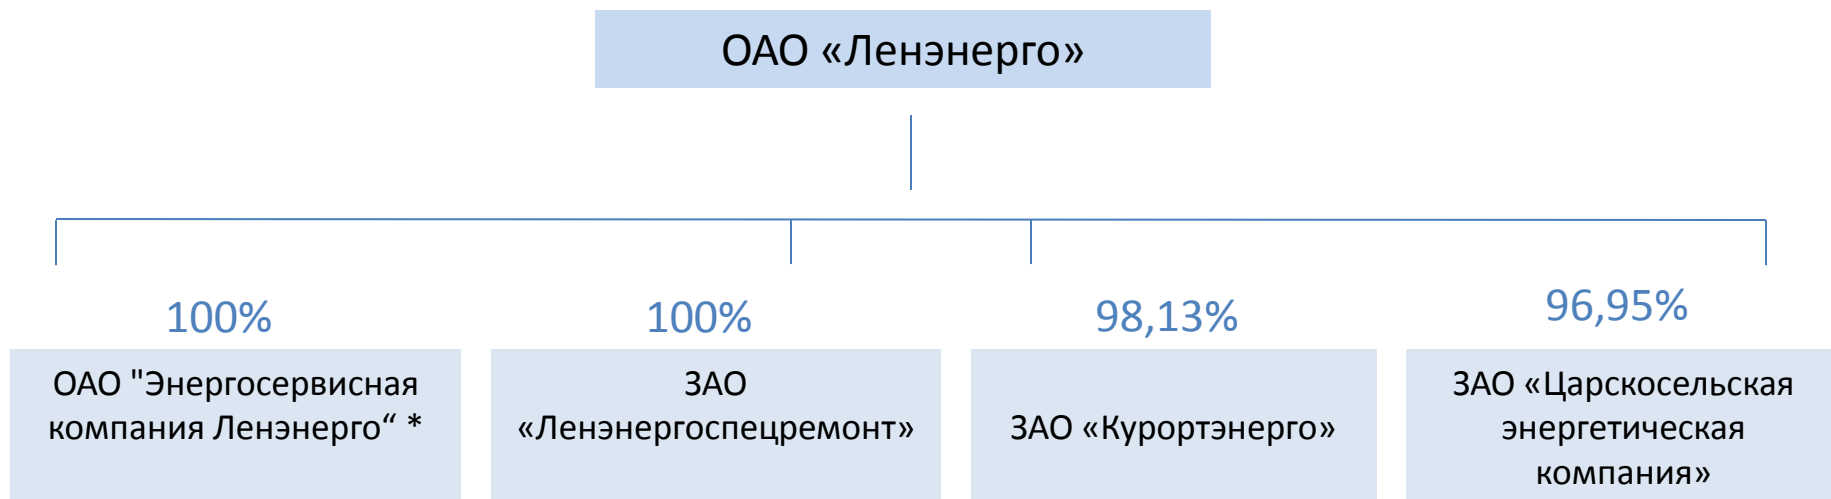 ОАО «Ленэнерго»
100%
100%
98,13%
96,95%
ОАО "Энергосервисная
компания Ленэнерго“ *
ЗАО
«Ленэнергоспецремонт»
ЗАО «Курортэнерго»
ЗАО «Царскосельская
энергетическая
компания»